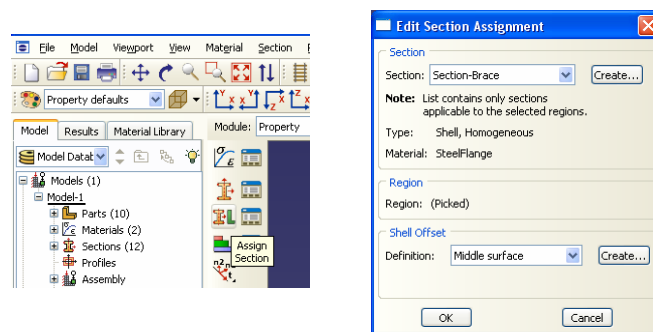 File Model Viewport View Material Section
Property defaults
Model Results Material Library
Module: Property
Model Datab
Models (1)
Model-1
Parts (10)
Materials (2)
Sections (12)
Profiles
Assembly
Assign
Section
Edit Section Assignment
Section
Section: Section-Brace Create...
Note: List contains only sections
applicable to the selected regions.
Type: Shell, Homogeneous
Material: SteelFlange
Region
Region: (Picked)
Shell Offset
Definition: Middle surface Create...
OK Cancel